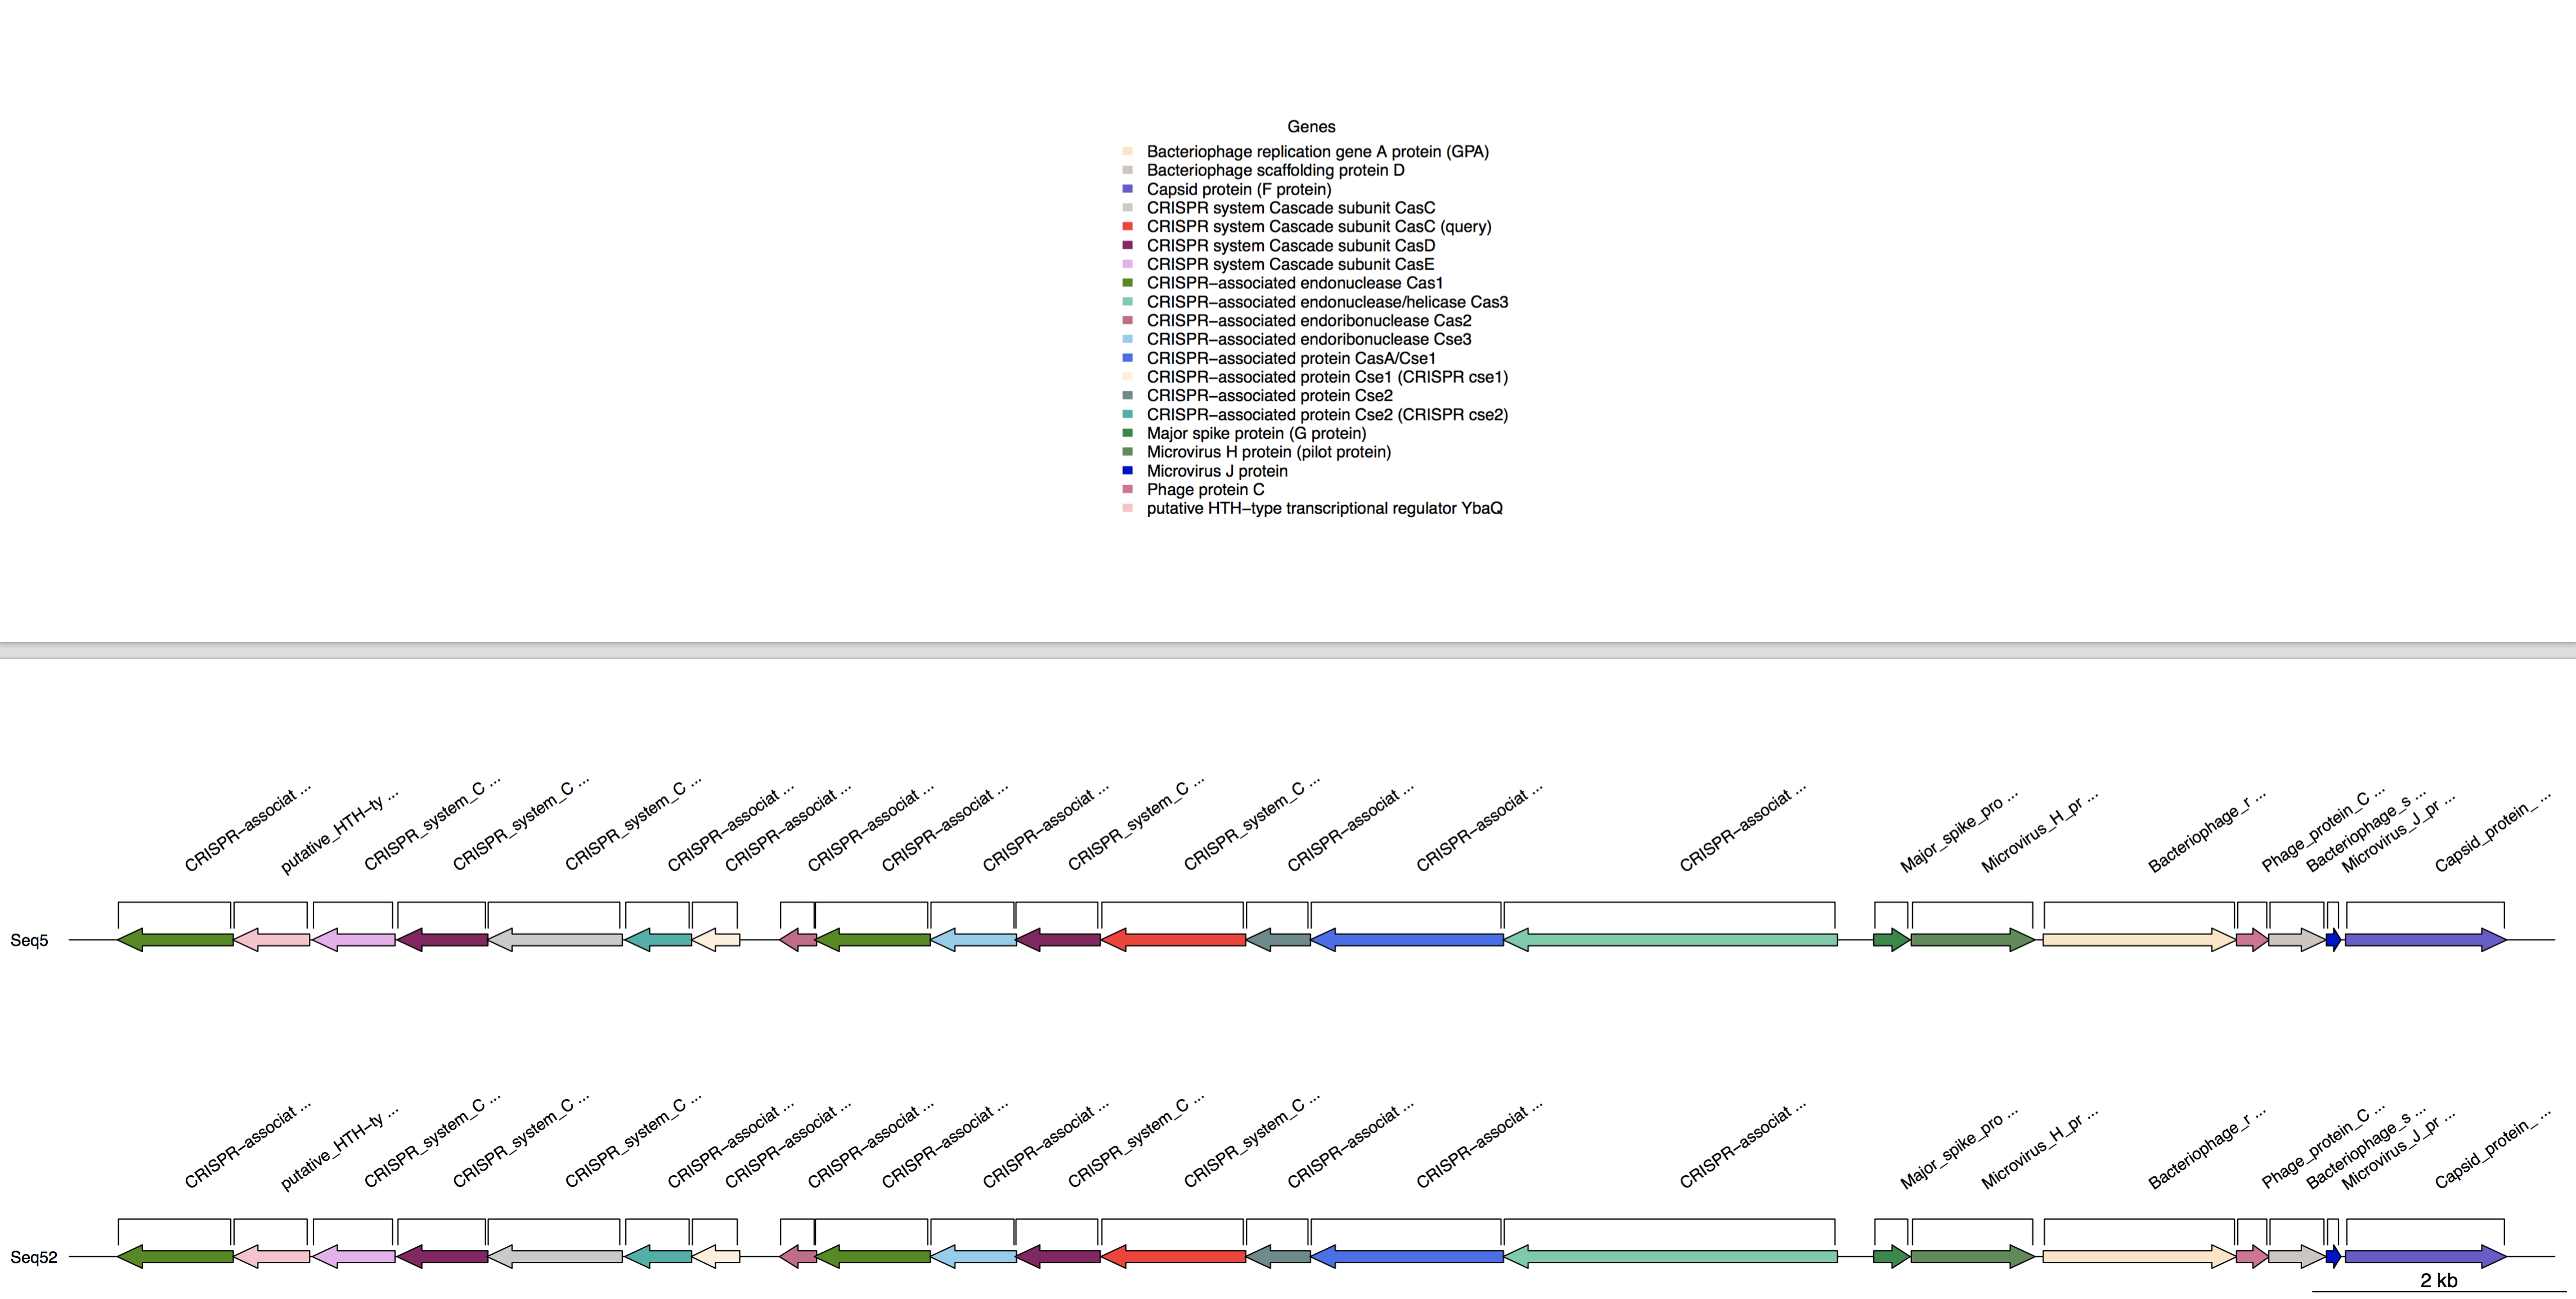 Genes
Bacteriophage replication gene A protein (GPA)
Bacteriophage scaffolding protein D
Capsid protein (F protein)
CRISPR system Cascade subunit CasC
CRISPR system Cascade subunit CasC (query)
CRISPR system Cascade subunit CasD
CRISPR system Cascade subunit CasE
CRISPR–associated endonuclease Cas1
CRISPR–associated endonuclease/helicase Cas3
CRISPR–associated endoribonuclease Cas2
CRISPR–associated endoribonuclease Cse3
CRISPR–associated protein CasA/Cse1
CRISPR–associated protein Cse1 (CRISPR cse1)
CRISPR–associated protein Cse2
CRISPR–associated protein Cse2 (CRISPR cse2)
Major spike protein (G protein)
Microvirus H protein (pilot protein)
Microvirus J protein
Phage protein C
putative HTH–type transcriptional regulator YbaQ
CRISPR–associat ...
putative_HTH–ty ...
CRISPR_system_C ...
CRISPR_system_C ...
CRISPR_system_C ...
CRISPR–associat ...
CRISPR–associat ...
CRISPR–associat ...
CRISPR–associat ...
CRISPR–associat ...
CRISPR_system_C ...
CRISPR_system_C ...
CRISPR–associat ...
CRISPR–associat ...
CRISPR–associat ...
Major_spike_pro ...
Microvirus_H_pr ...
Bacteriophage_r ...
Phage_protein_C ...
Bacteriophage_s ...
Microvirus_J_pr ...
Capsid_protein_ ...
Seq5
CRISPR–associat ...
putative_HTH–ty ...
CRISPR_system_C ...
CRISPR_system_C ...
CRISPR_system_C ...
CRISPR–associat ...
CRISPR–associat ...
CRISPR–associat ...
CRISPR–associat ...
CRISPR–associat ...
CRISPR_system_C ...
CRISPR_system_C ...
CRISPR–associat ...
CRISPR–associat ...
CRISPR–associat ...
Major_spike_pro ...
Microvirus_H_pr ...
Bacteriophage_r ...
Phage_protein_C ...
Bacteriophage_s ...
Microvirus_J_pr ...
Capsid_protein_ ...
Seq52
2 kb